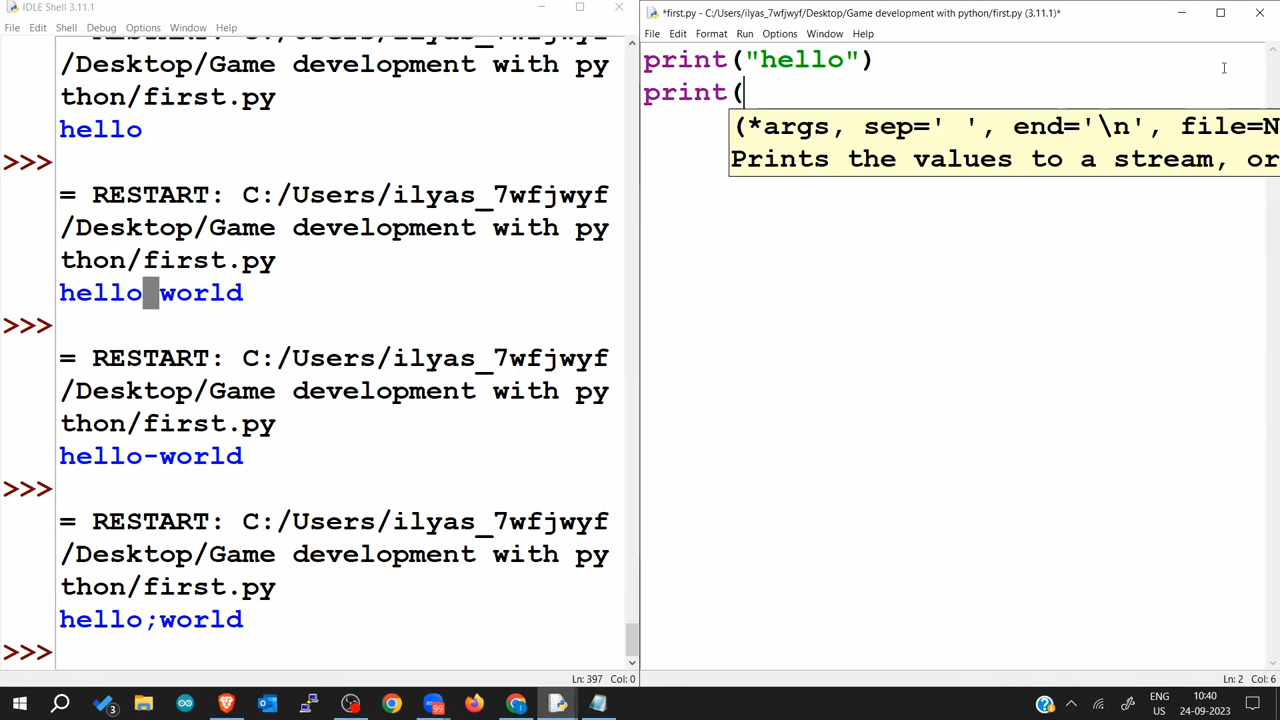 IDLE Shell 3.11.1
File Edit Shell Debug Options Window Help
/Desktop/Game development with py
thon/first.py
hello
>>>
= RESTART: C:/Users/ilyas_7wfjwyf
/Desktop/Game development with py
thon/first.py
hello world
>>>
= RESTART: C:/Users/ilyas_7wfjwyf
/Desktop/Game development with py
thon/first.py
hello-world
>>>
= RESTART: C:/Users/ilyas_7wfjwyf
/Desktop/Game development with py
thon/first.py
hello;world
>>>
Ln: 397 Col: 0
*first.py - C:/Users/ilyas_7wfjwyf/Desktop/Game development with python/first.py (3.11.1)*
File Edit Format Run Options Window Help
print("hello")
print(
(*args, sep=' ', end='\n', file=N
Prints the values to a stream, or
Ln: 2 Col: 6
3
99
ENG
US
10:40
24-09-2023